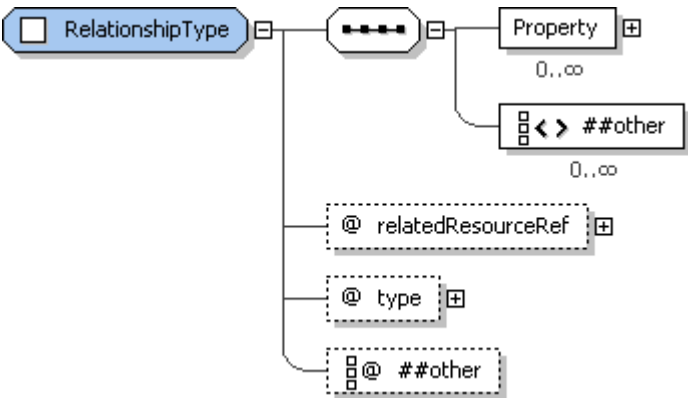 RelationshipType
Property
0..∞
##other
0..∞
@ relatedResourceRef
@ type
@ ##other